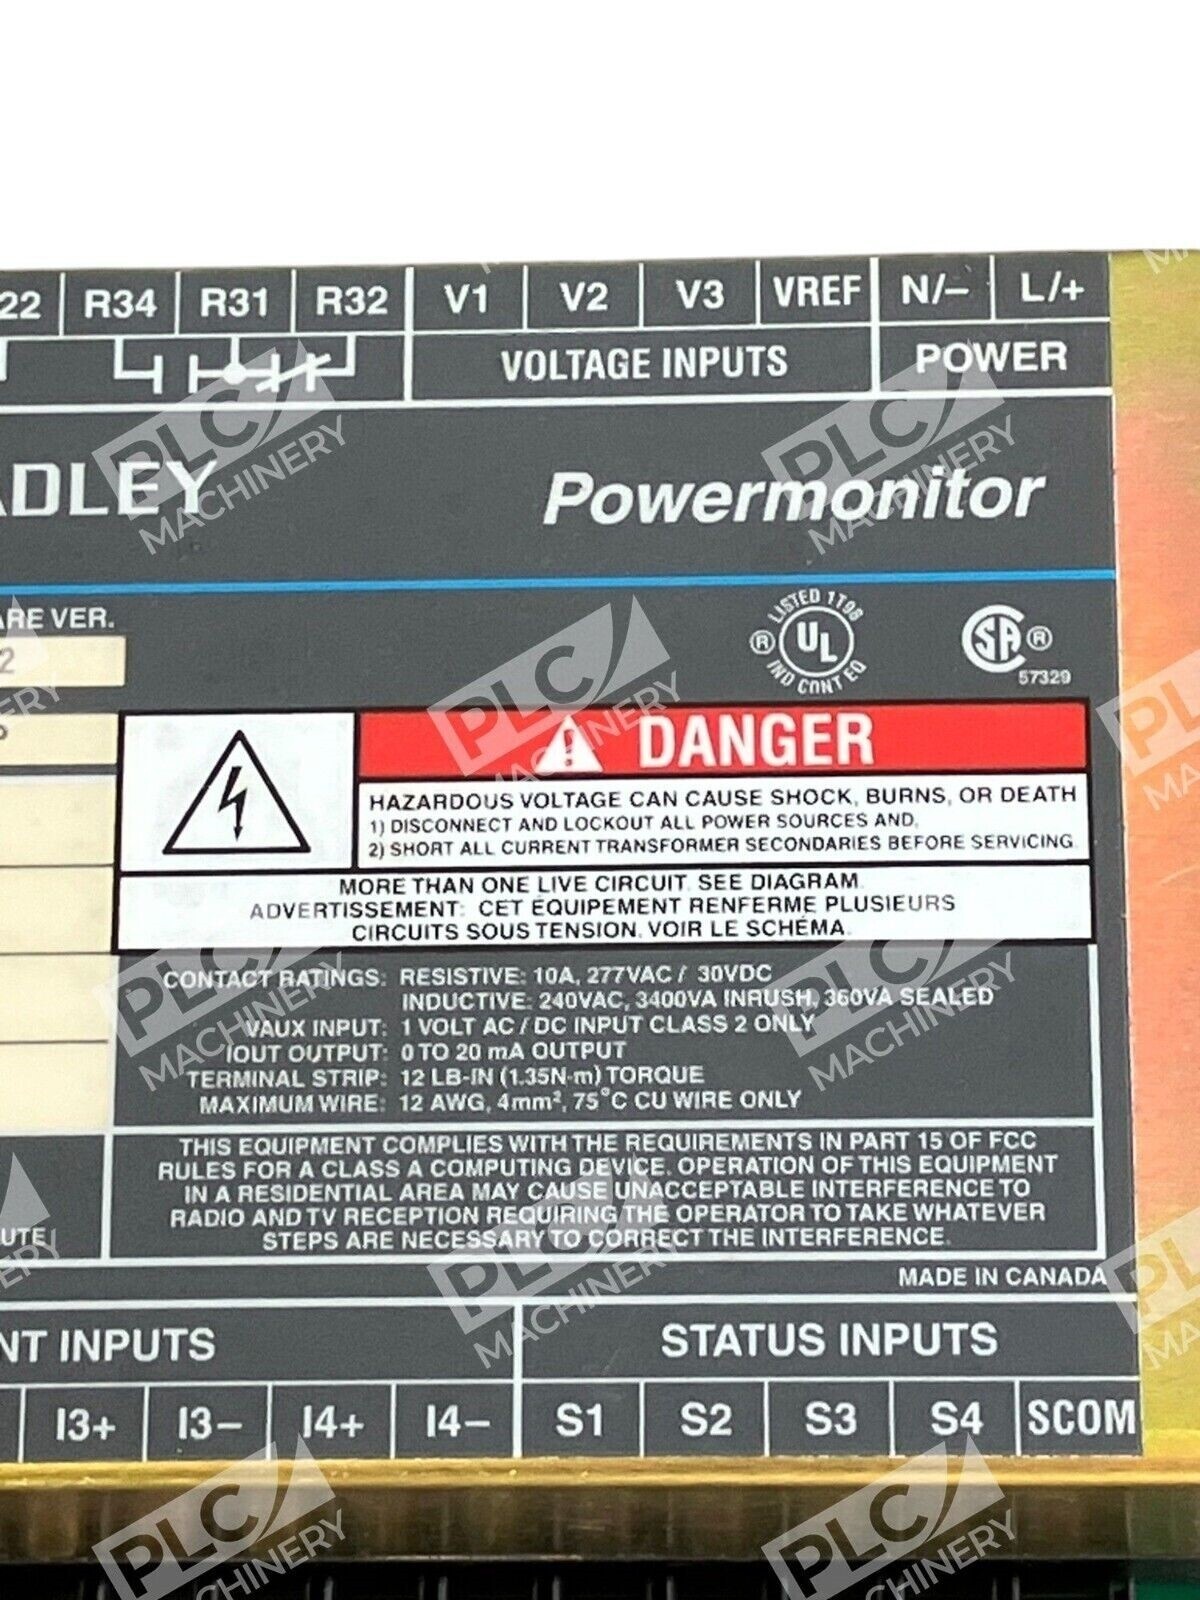 22 R34 R31 R32 V1 V2 V3 VREF N/– L/+
VOLTAGE INPUTS POWER
ADLEY Powermonitor
ARE VER.
2
LISTED 1T98
® UL
IND CONT EQ
SA ®
57329
DANGER
HAZARDOUS VOLTAGE CAN CAUSE SHOCK, BURNS, OR DEATH
1) DISCONNECT AND LOCKOUT ALL POWER SOURCES AND,
2) SHORT ALL CURRENT TRANSFORMER SECONDARIES BEFORE SERVICING.
MORE THAN ONE LIVE CIRCUIT. SEE DIAGRAM.
ADVERTISSEMENT: CET ÉQUIPEMENT RENFERME PLUSIEURS
CIRCUITS SOUS TENSION. VOIR LE SCHÉMA.
CONTACT RATINGS: RESISTIVE: 10A, 277VAC / 30VDC
INDUCTIVE: 240VAC, 3400VA INRUSH, 360VA SEALED
VAUX INPUT: 1 VOLT AC / DC INPUT CLASS 2 ONLY
IOUT OUTPUT: 0 TO 20 mA OUTPUT
TERMINAL STRIP: 12 LB-IN (1.35N-m) TORQUE
MAXIMUM WIRE: 12 AWG, 4mm², 75°C CU WIRE ONLY
THIS EQUIPMENT COMPLIES WITH THE REQUIREMENTS IN PART 15 OF FCC
RULES FOR A CLASS A COMPUTING DEVICE. OPERATION OF THIS EQUIPMENT
IN A RESIDENTIAL AREA MAY CAUSE UNACCEPTABLE INTERFERENCE TO
RADIO AND TV RECEPTION REQUIRING THE OPERATOR TO TAKE WHATEVER
STEPS ARE NECESSARY TO CORRECT THE INTERFERENCE.
UTE
MADE IN CANADA
NT INPUTS STATUS INPUTS
I3+ I3– I4+ I4– S1 S2 S3 S4 SCOM
PLC MACHINERY